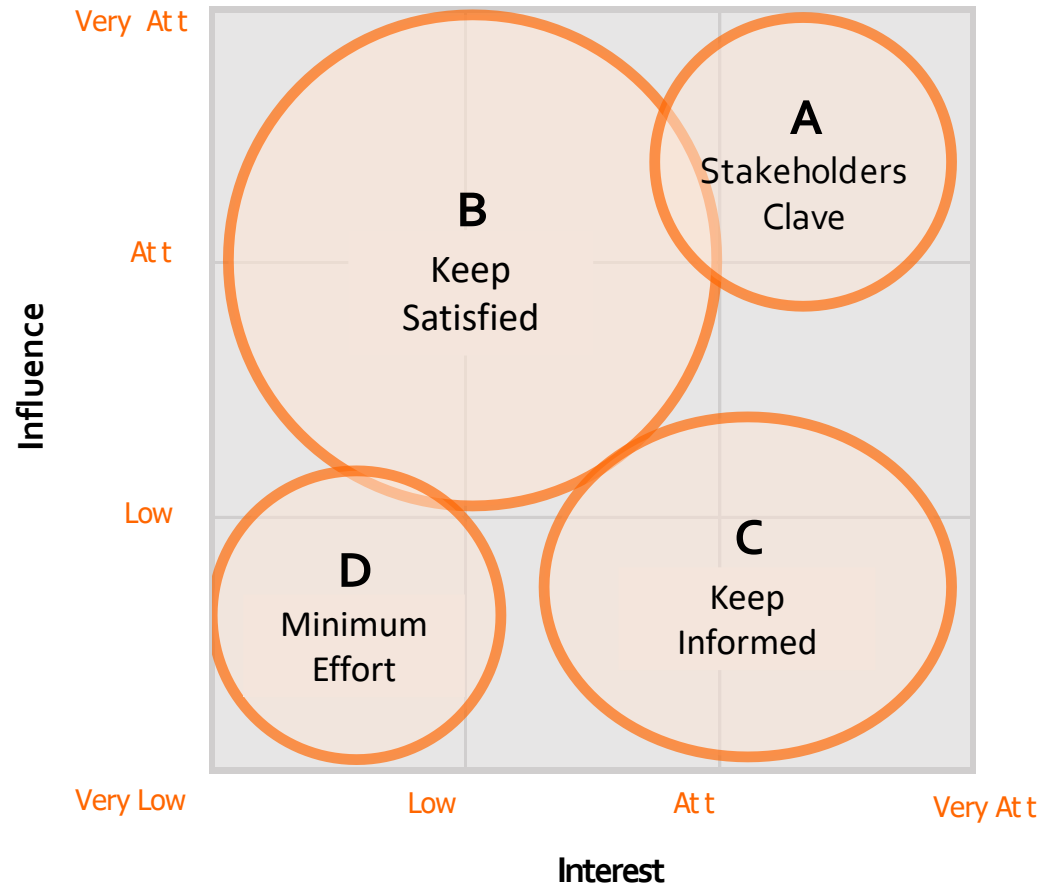 Very Att
A
Stakeholders
Clave
B
Keep
Satisfied
Att
Influence
Low
C
Keep
Informed
D
Minimum
Effort
Very Low
Low
Att
Very Att
Interest